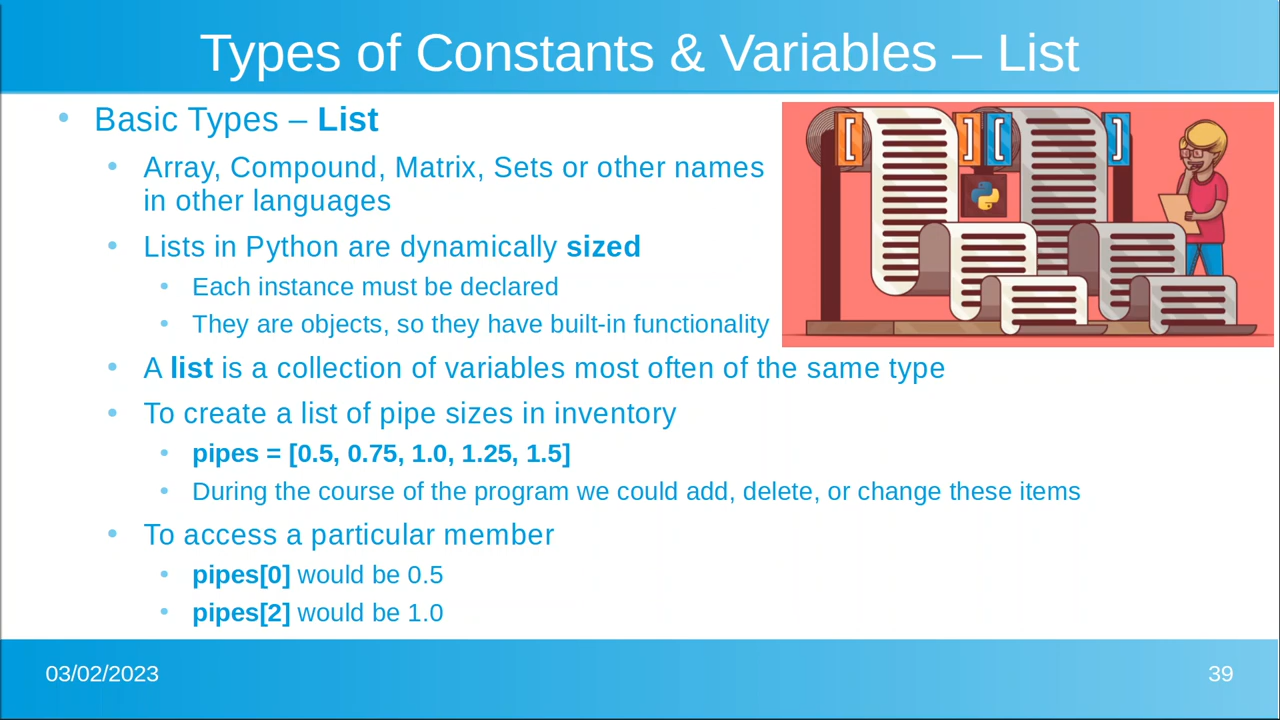 Types of Constants & Variables – List
• Basic Types – List
• Array, Compound, Matrix, Sets or other names
in other languages
• Lists in Python are dynamically sized
• Each instance must be declared
• They are objects, so they have built-in functionality
• A list is a collection of variables most often of the same type
• To create a list of pipe sizes in inventory
• pipes = [0.5, 0.75, 1.0, 1.25, 1.5]
• During the course of the program we could add, delete, or change these items
• To access a particular member
• pipes[0] would be 0.5
• pipes[2] would be 1.0
[ ] [ ]
03/02/2023
39